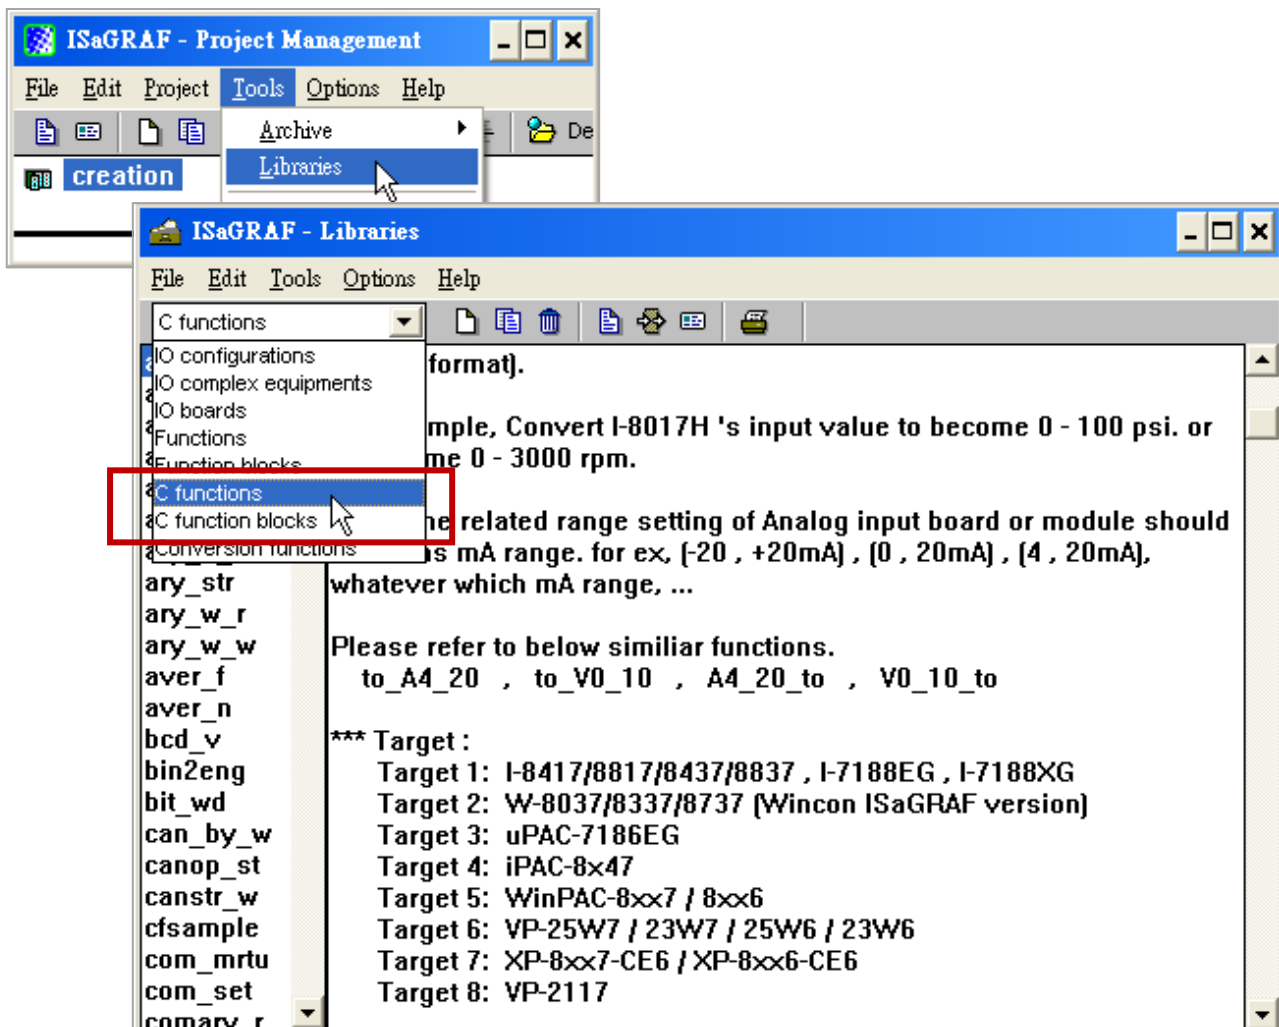 ISaGRAF - Project Management
File Edit Project Tools Options Help
Archive
De
Libraries
creation
ISaGRAF - Libraries
File Edit Tools Options Help
C functions
IO configurations
IO complex equipments
IO boards
Functions
Function blocks
C functions
C function blocks
Conversion functions
ary_str
ary_w_r
ary_w_w
aver_f
aver_n
bcd_v
bin2eng
bit_wd
can_by_w
canop_st
canstr_w
cfsample
com_mrtu
com_set
comary_r
format).
mple, Convert I-8017H 's input value to become 0 - 100 psi. or
me 0 - 3000 rpm.
related range setting of Analog input board or module should
mA range. for ex, (-20 , +20mA) , (0 , 20mA) , (4 , 20mA),
whatever which mA range, ...
Please refer to below similiar functions.
to_A4_20 , to_V0_10 , A4_20_to , V0_10_to
*** Target :
Target 1: I-8417/8817/8437/8837 , I-7188EG , I-7188XG
Target 2: W-8037/8337/8737 (Wincon ISaGRAF version)
Target 3: uPAC-7186EG
Target 4: iPAC-8x47
Target 5: WinPAC-8xx7 / 8xx6
Target 6: VP-25W7 / 23W7 / 25W6 / 23W6
Target 7: XP-8xx7-CE6 / XP-8xx6-CE6
Target 8: VP-2117